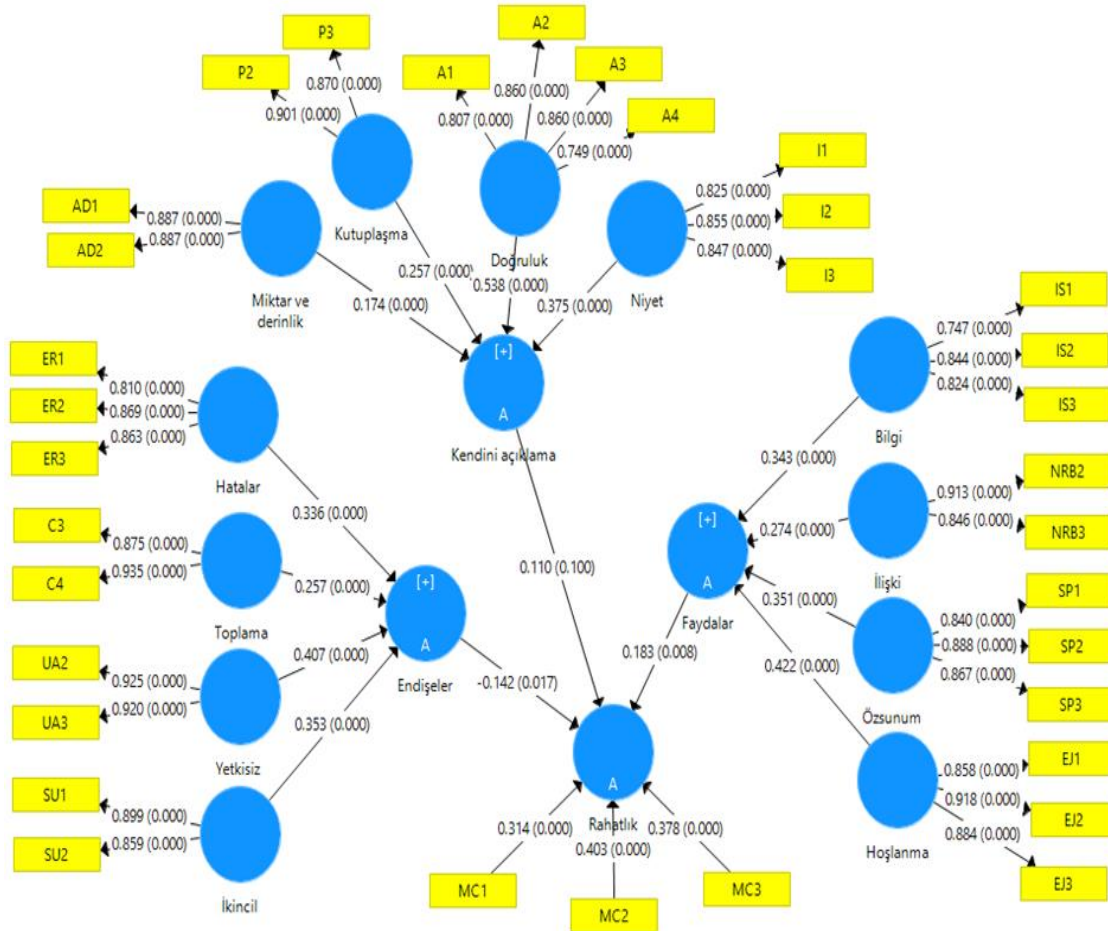 P3
A2
P2
A1
A3
0.870 (0.000)
0.860 (0.000)
0.901 (0.000)
0.807 (0.000)
0.860 (0.000)
A4
0.749 (0.000)
I1
0.825 (0.000)
AD1
0.887 (0.000)
0.855 (0.000)
I2
AD2
0.887 (0.000)
Kutuplaşma
0.847 (0.000)
Doğruluk
I3
0.257 (0.000)
0.538 (0.000)
Miktar ve
derinlik
0.174 (0.000)
0.375 (0.000)
Niyet
IS1
0.747 (0.000)
ER1
0.810 (0.000)
[+]
0.844 (0.000)
IS2
ER2
0.869 (0.000)
0.824 (0.000)
IS3
0.863 (0.000)
A
ER3
Bilgi
Kendini açıklama
0.343 (0.000)
Hatalar
NRB2
0.913 (0.000)
0.336 (0.000)
[+]
0.846 (0.000)
C3
0.274 (0.000)
NRB3
0.875 (0.000)
0.110 (0.100)
[+]
A
İlişki
C4
0.935 (0.000)
0.257 (0.000)
0.351 (0.000)
SP1
Toplama
Faydalar
0.840 (0.000)
0.407 (0.000)
A
0.183 (0.008)
0.888 (0.000)
SP2
UA2
0.925 (0.000)
Endişeler
0.422 (0.000)
0.867 (0.000)
-0.142 (0.017)
UA3
0.920 (0.000)
SP3
Özsunum
0.353 (0.000)
Yetkisiz
EJ1
0.858 (0.000)
SU1
A
0.918 (0.000)
0.899 (0.000)
Rahatlık
EJ2
0.314 (0.000)
0.378 (0.000)
0.884 (0.000)
SU2
0.859 (0.000)
0.403 (0.000)
Hoşlanma
İkincil
MC1
MC3
EJ3
MC2